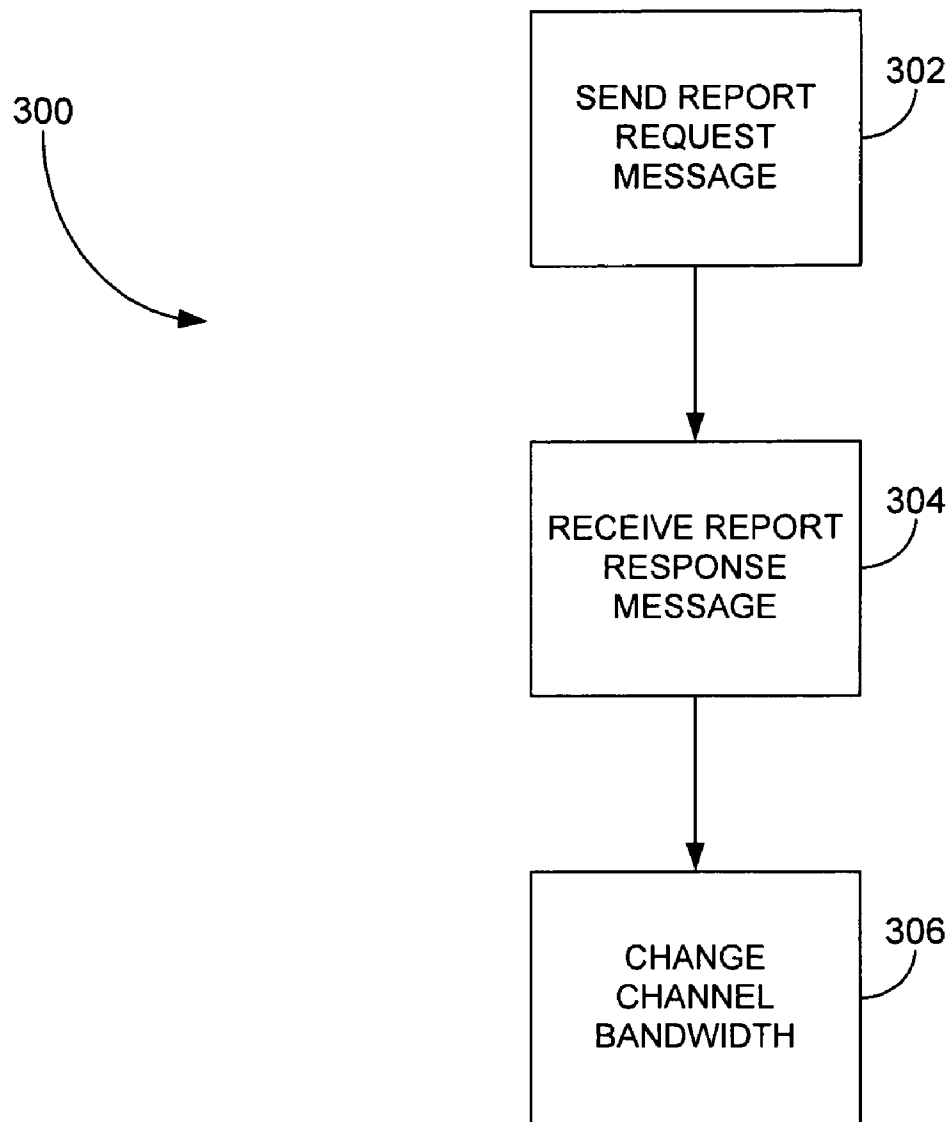 300
302
SEND REPORT
REQUEST
MESSAGE
304
RECEIVE REPORT
RESPONSE
MESSAGE
306
CHANGE
CHANNEL
BANDWIDTH